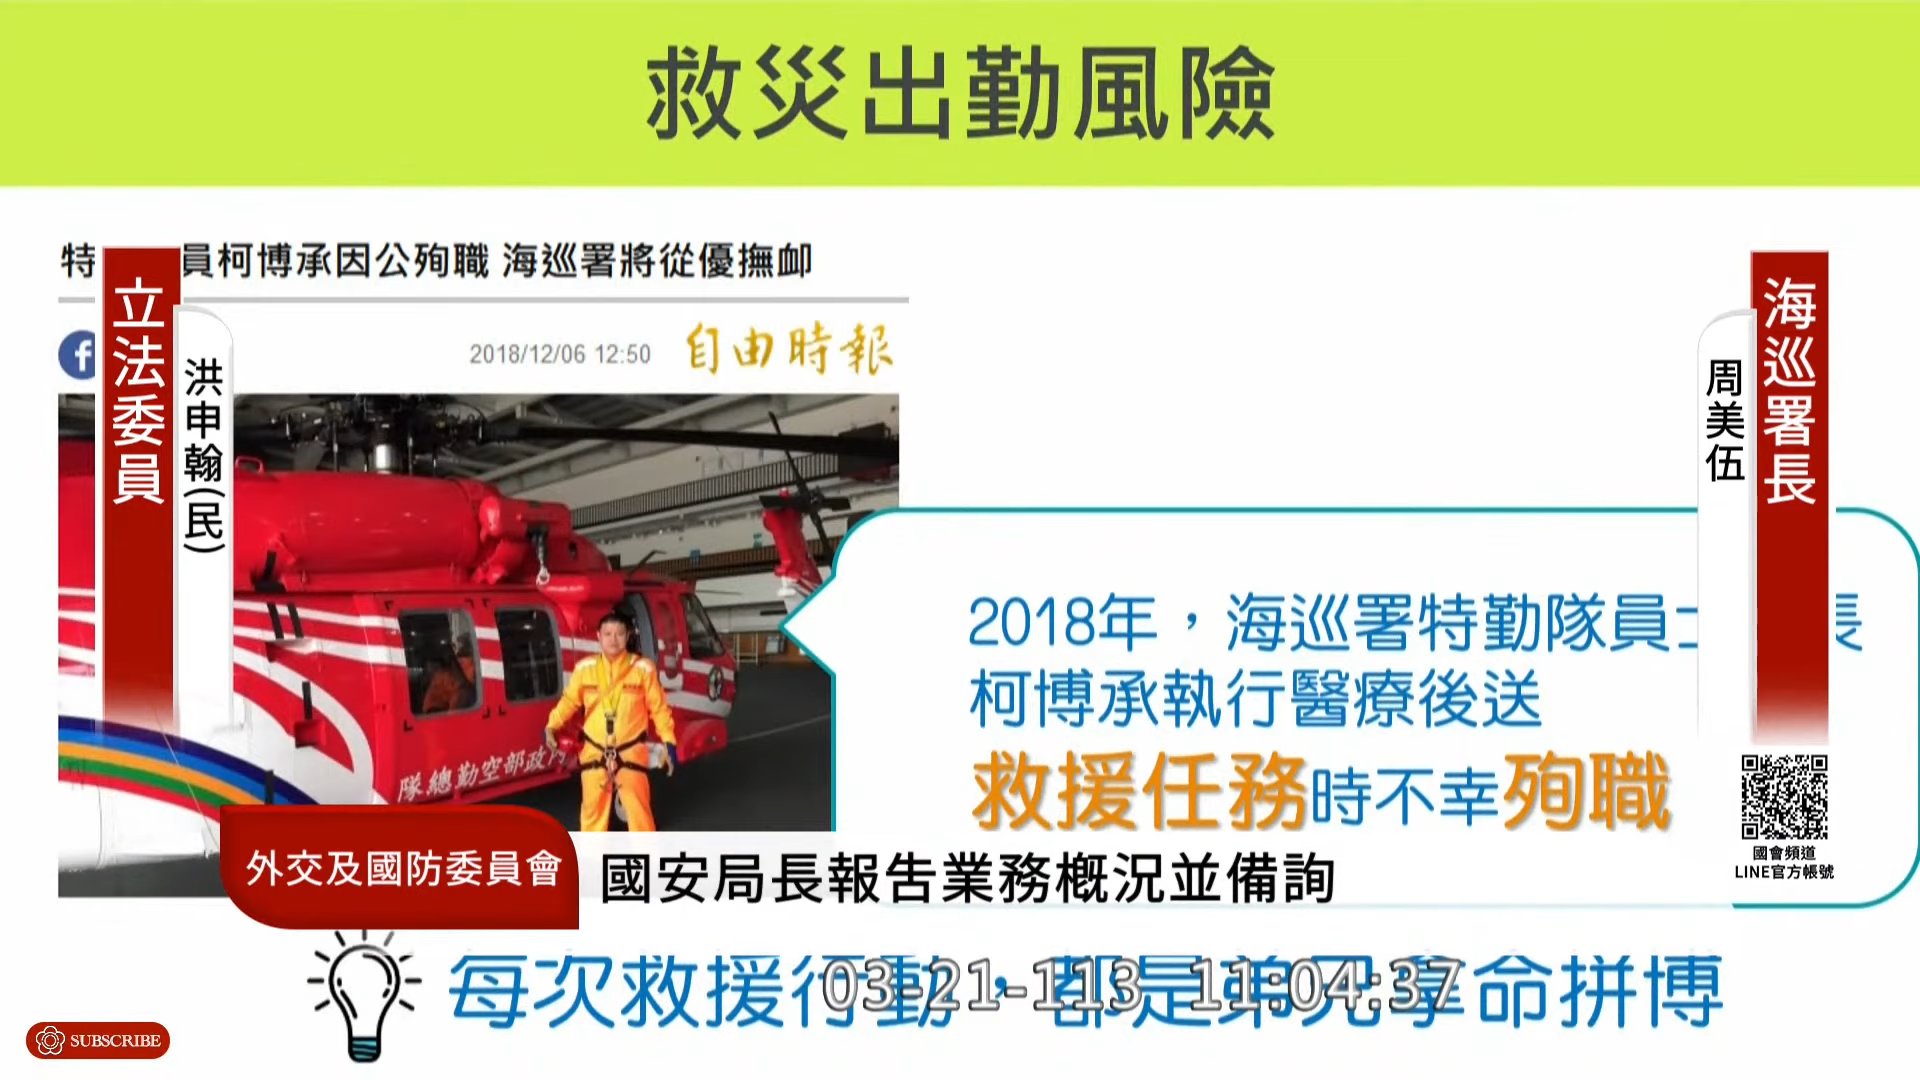 救災出勤風險
特 員柯博承因公殉職 海巡署將從優撫卹
2018/12/06 12:50 自由時報
立法委員
洪申翰(民)
海巡署長
周美伍
隊總勤空部政內
2018年，海巡署特勤隊員士 長
柯博承執行醫療後送
救援任務時不幸殉職
國會頻道
LINE官方帳號
外交及國防委員會
國安局長報告業務概況並備詢
每次救援行動，都是弟兄拿命拼博
03-21-113 11:04:37
SUBSCRIBE